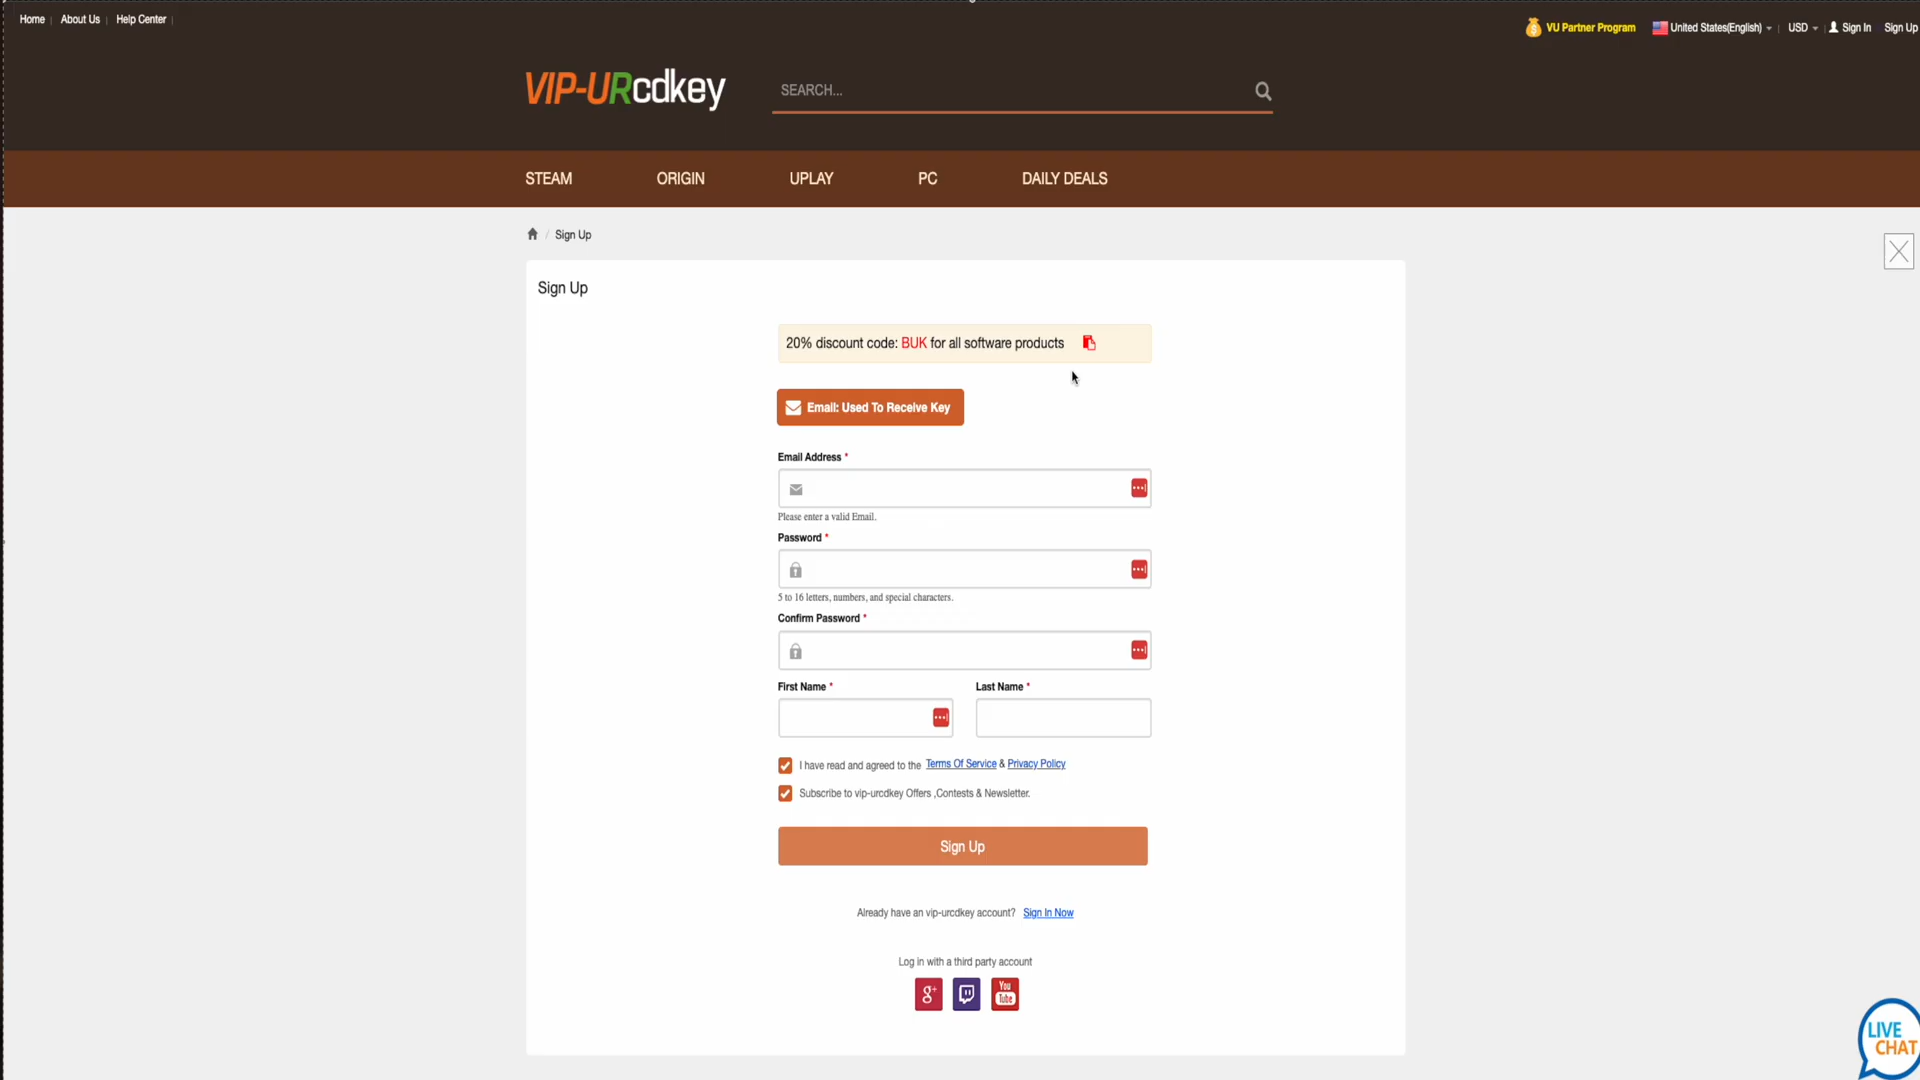 Home | About Us | Help Center |
VU Partner Program United States(English) | USD | Sign In Sign Up
VIP-URcdkey
SEARCH...
STEAM ORIGIN UPLAY PC DAILY DEALS
/ Sign Up
Sign Up
20% discount code: BUK for all software products
Email: Used To Receive Key
Email Address *
Please enter a valid Email.
Password *
5 to 16 letters, numbers, and special characters.
Confirm Password *
First Name * Last Name *
I have read and agreed to the Terms Of Service & Privacy Policy
Subscribe to vip-urcdkey Offers ,Contests & Newsletter.
Sign Up
Already have an vip-urcdkey account? Sign In Now
Log in with a third party account
g+ You Tube
LIVE
CHAT